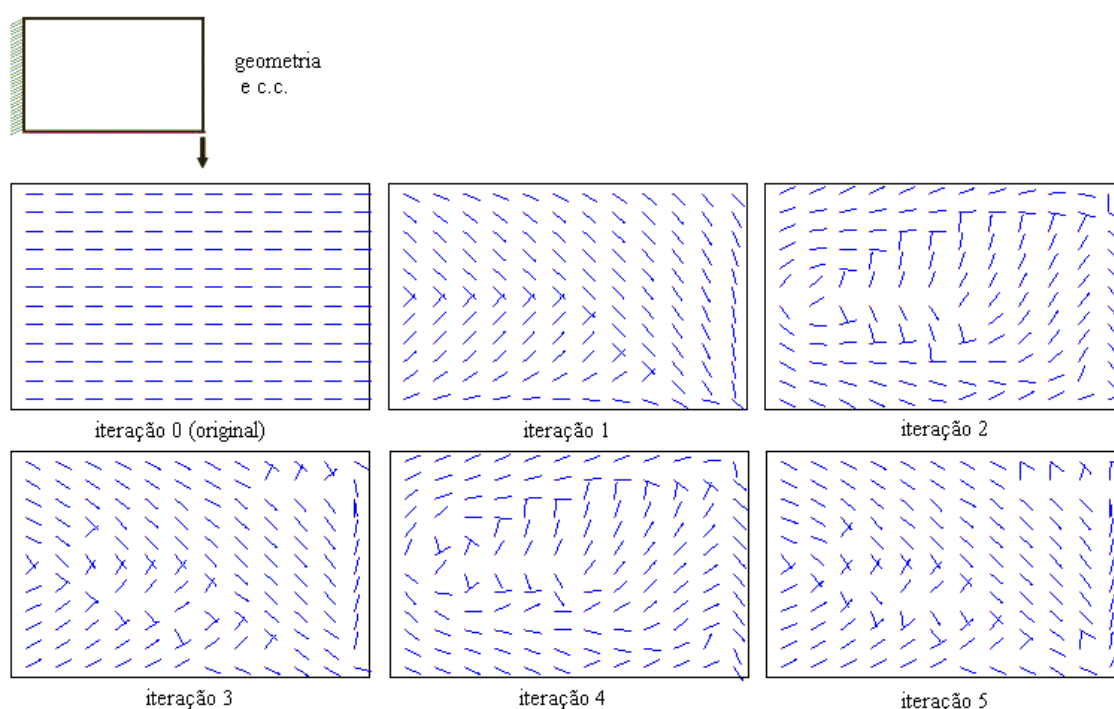 geometria
e c.c.
iteração 0 (original)
iteração 1
iteração 2
iteração 3
iteração 4
iteração 5